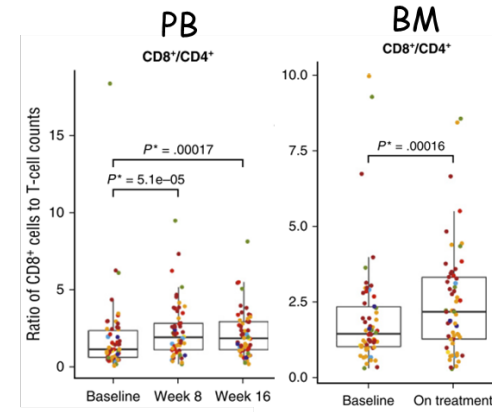 PB
CD8⁺/CD4⁺
Ratio of CD8⁺ cells to T-cell counts
15
10
5
0
P* = .00017
P* = 5.1e–05
Baseline Week 8 Week 16
BM
CD8⁺/CD4⁺
10.0
7.5
5.0
2.5
0.0
P* = .00016
Baseline On treatment